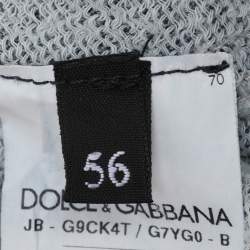 70
56
DOLCE & GABBANA
JB - G9CK4T / G7YG0 - B